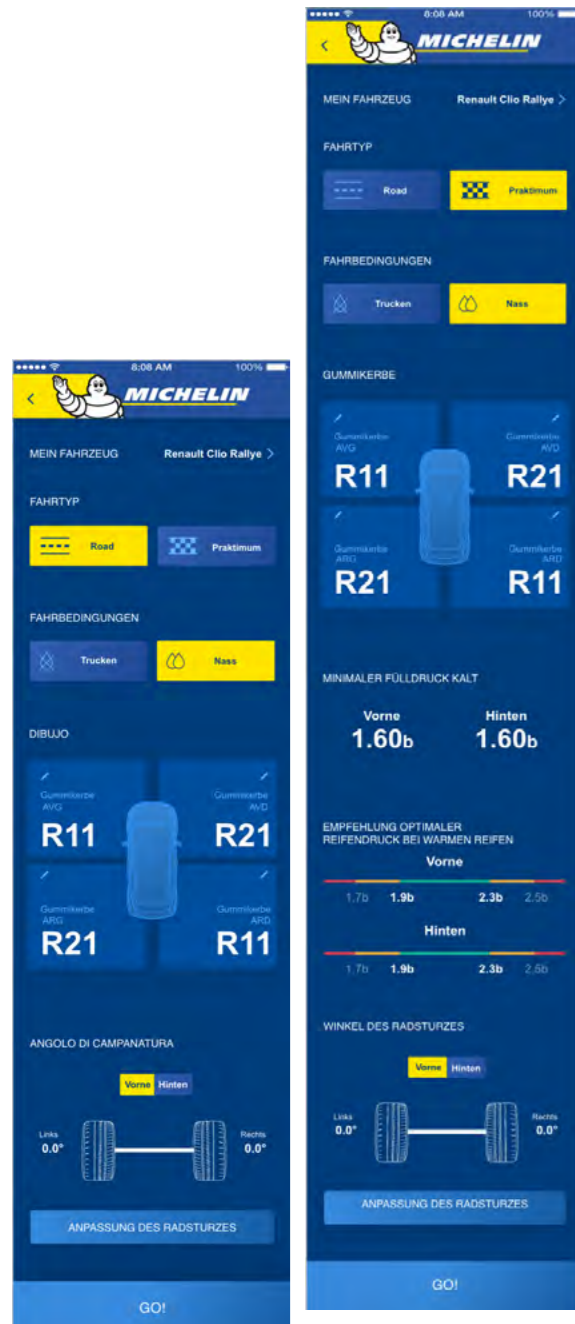 8:08 AM 100%
MICHELIN
MEIN FAHRZEUG Renault Clio Rallye >
FAHRTYP
Road Praktimum
FAHRBEDINGUNGEN
Trucken Nass
DIBUJO
Gummikerbe Gummikerbe
AVG AVD
R11 R21
Gummikerbe Gummikerbe
ARG ARD
R21 R11
ANGOLO DI CAMPANATURA
Vorne Hinten
Links Rechts
0.0° 0.0°
ANPASSUNG DES RADSTURZES
GO!
8:08 AM 100%
MICHELIN
MEIN FAHRZEUG Renault Clio Rallye >
FAHRTYP
Road Praktimum
FAHRBEDINGUNGEN
Trucken Nass
GUMMIKERBE
Gummikerbe Gummikerbe
AVG AVD
R11 R21
Gummikerbe Gummikerbe
ARG ARD
R21 R11
MINIMALER FÜLLDRUCK KALT
Vorne Hinten
1.60b 1.60b
EMPFEHLUNG OPTIMALER
REIFENDRUCK BEI WARMEN REIFEN
Vorne
1.7b 1.9b 2.3b 2.5b
Hinten
1.7b 1.9b 2.3b 2.5b
WINKEL DES RADSTURZES
Vorne Hinten
Links Rechts
0.0° 0.0°
ANPASSUNG DES RADSTURZES
GO!